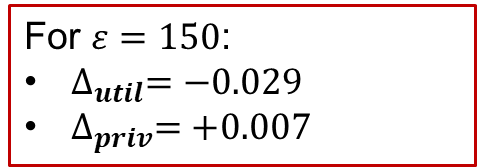 For ε = 150:
• Δutil= −0.029
• Δpriv= +0.007